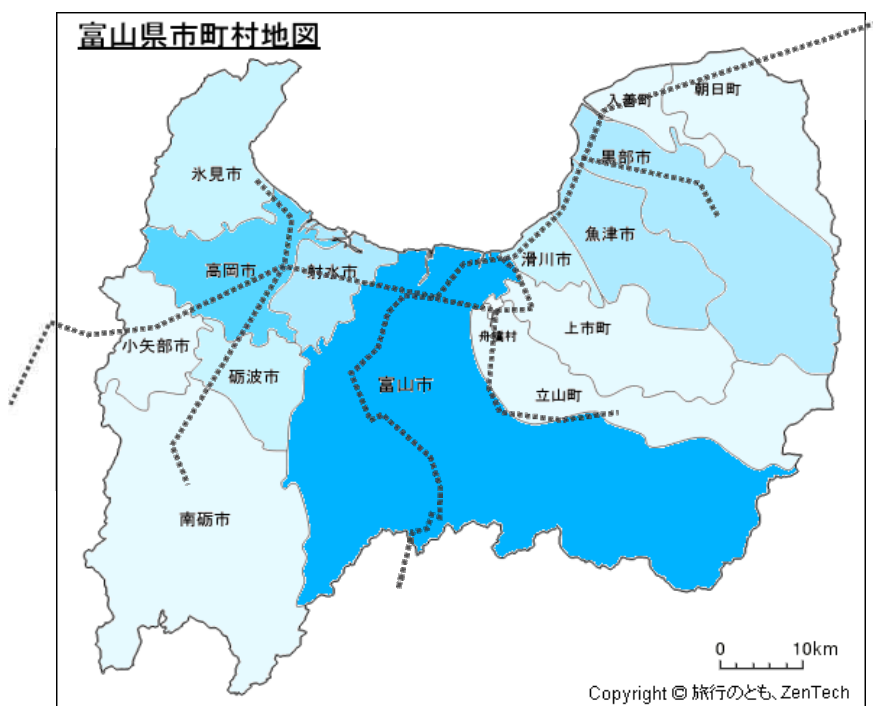 富山県市町村地図
入善町
朝日町
氷見市
黒部市
魚津市
滑川市
高岡市
射水市
上市町
小矢部市
舟橋村
砺波市
富山市
立山町
南砺市
0 10km
Copyright © 旅行のとも、ZenTech